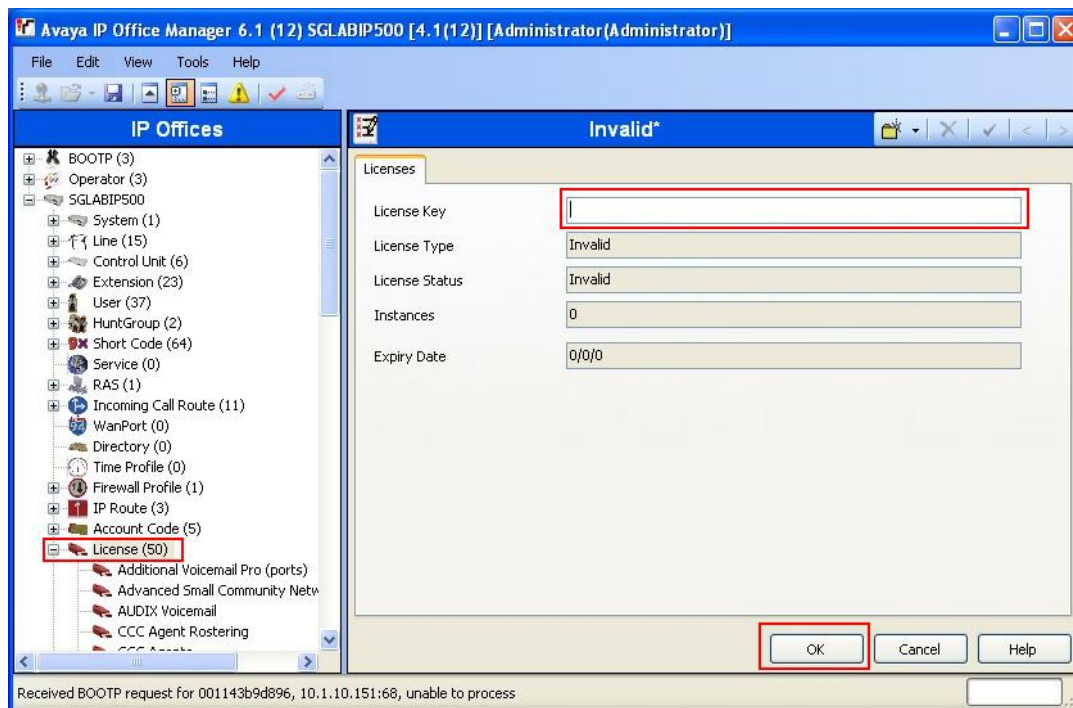 Avaya IP Office Manager 6.1 (12) SGLABIP500 [4.1(12)] [Administrator(Administrator)]
File Edit View Tools Help
IP Offices
Invalid*
BOOTP (3)
Operator (3)
SGLABIP500
System (1)
Line (15)
Control Unit (6)
Extension (23)
User (37)
HuntGroup (2)
Short Code (64)
Service (0)
RAS (1)
Incoming Call Route (11)
WanPort (0)
Directory (0)
Time Profile (0)
Firewall Profile (1)
IP Route (3)
Account Code (5)
License (50)
Additional Voicemail Pro (ports)
Advanced Small Community Netw
AUDIX Voicemail
CCC Agent Rostering
Licenses
License Key
License Type Invalid
License Status Invalid
Instances 0
Expiry Date 0/0/0
OK Cancel Help
Received BOOTP request for 001143b9d896, 10.1.10.151:68, unable to process